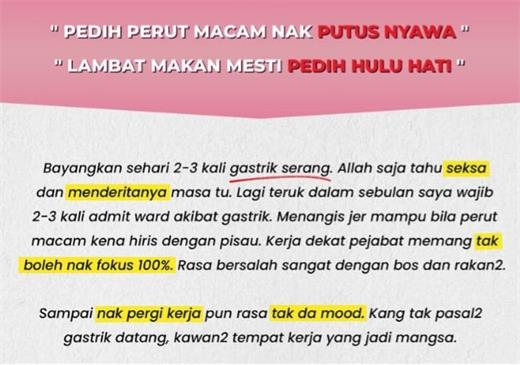 " PEDIH PERUT MACAM NAK PUTUS NYAWA "
" LAMBAT MAKAN MESTI PEDIH HULU HATI "
Bayangkan sehari 2-3 kali gastrik serang. Allah saja tahu seksa
dan menderitanya masa tu. Lagi teruk dalam sebulan saya wajib
2-3 kali admit ward akibat gastrik. Menangis jer mampu bila perut
macam kena hiris dengan pisau. Kerja dekat pejabat memang tak
boleh nak fokus 100%. Rasa bersalah sangat dengan bos dan rakan2.
Sampai nak pergi kerja pun rasa tak da mood. Kang tak pasal2
gastrik datang, kawan2 tempat kerja yang jadi mangsa.